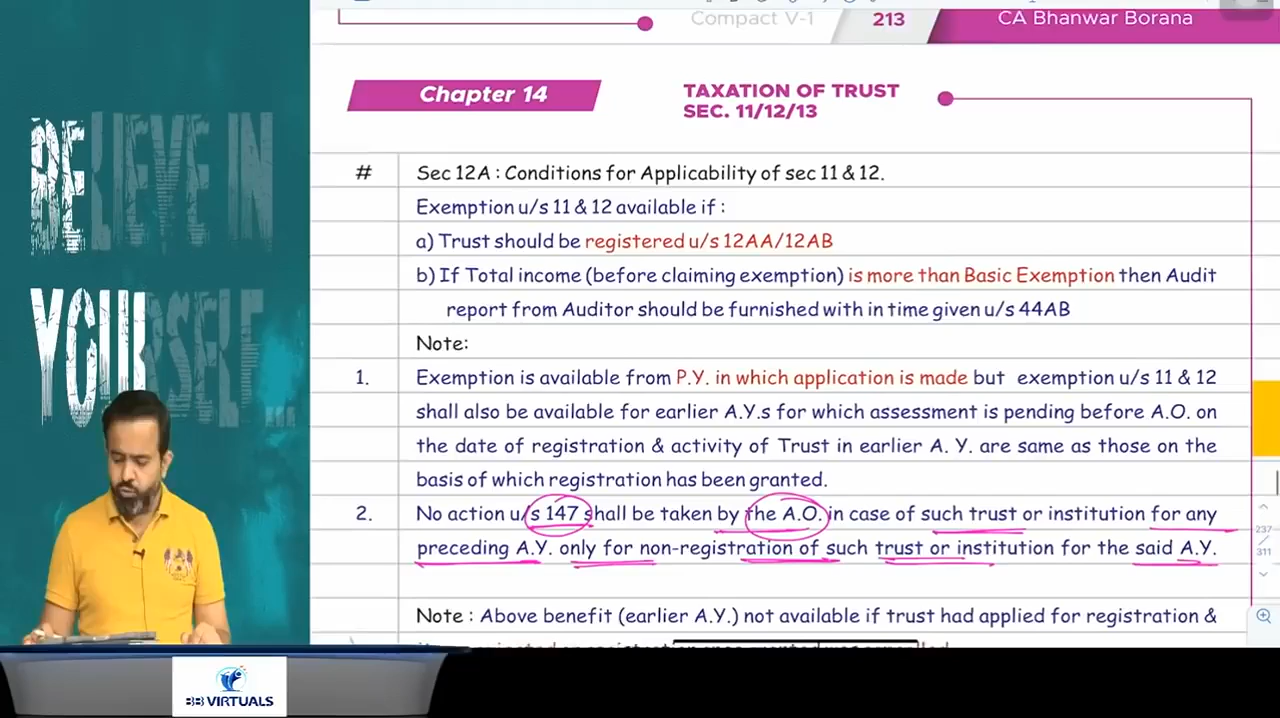 Compact V-1
213
CA Bhanwar Borana
Chapter 14
TAXATION OF TRUST
SEC. 11/12/13
BELIEVE IN
YOURSELF...
# Sec 12A : Conditions for Applicability of sec 11 & 12.
Exemption u/s 11 & 12 available if :
a) Trust should be registered u/s 12AA/12AB
b) If Total income (before claiming exemption) is more than Basic Exemption then Audit
report from Auditor should be furnished with in time given u/s 44AB
Note:
1. Exemption is available from P.Y. in which application is made but exemption u/s 11 & 12
shall also be available for earlier A.Y.s for which assessment is pending before A.O. on
the date of registration & activity of Trust in earlier A. Y. are same as those on the
basis of which registration has been granted.
2. No action u/s 147 shall be taken by the A.O. in case of such trust or institution for any
preceding A.Y. only for non-registration of such trust or institution for the said A.Y.
237
/
311
Note : Above benefit (earlier A.Y.) not available if trust had applied for registration &
BB VIRTUALS